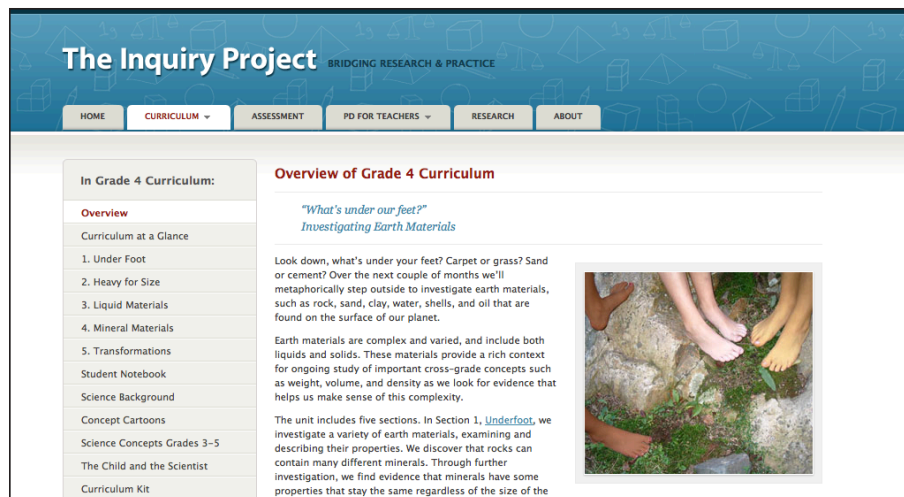 The Inquiry Project BRIDGING RESEARCH & PRACTICE
HOME CURRICULUM ASSESSMENT PD FOR TEACHERS RESEARCH ABOUT
In Grade 4 Curriculum:
Overview
Curriculum at a Glance
1. Under Foot
2. Heavy for Size
3. Liquid Materials
4. Mineral Materials
5. Transformations
Student Notebook
Science Background
Concept Cartoons
Science Concepts Grades 3-5
The Child and the Scientist
Curriculum Kit
Overview of Grade 4 Curriculum
“What's under our feet?”
Investigating Earth Materials
Look down, what's under your feet? Carpet or grass? Sand
or cement? Over the next couple of months we'll
metaphorically step outside to investigate earth materials,
such as rock, sand, clay, water, shells, and oil that are
found on the surface of our planet.
Earth materials are complex and varied, and include both
liquids and solids. These materials provide a rich context
for ongoing study of important cross-grade concepts such
as weight, volume, and density as we look for evidence that
helps us make sense of this complexity.
The unit includes five sections. In Section 1, Underfoot, we
investigate a variety of earth materials, examining and
describing their properties. We discover that rocks can
contain many different minerals. Through further
investigation, we find evidence that minerals have some
properties that stay the same regardless of the size of the